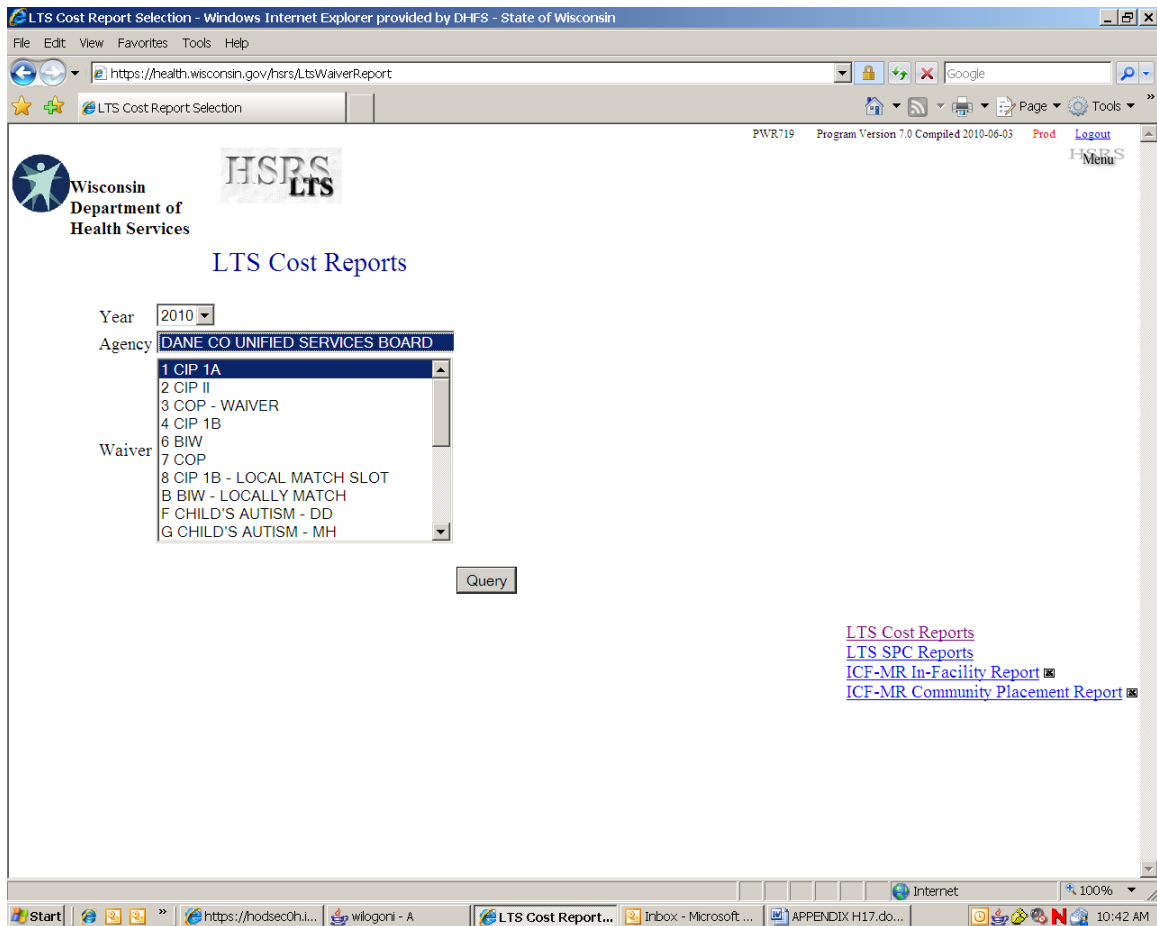 LTS Cost Report Selection - Windows Internet Explorer provided by DHFS - State of Wisconsin
File Edit View Favorites Tools Help
https://health.wisconsin.gov/hsrs/LtsWaiverReport
Google
LTS Cost Report Selection
Page Tools »
PWR719 Program Version 7.0 Compiled 2010-06-03 Prod Logout
HSRS
Menu
Wisconsin
Department of
Health Services
HSRS
LTS
LTS Cost Reports
Year 2010
Agency DANE CO UNIFIED SERVICES BOARD
Waiver
1 CIP 1A
2 CIP II
3 COP - WAIVER
4 CIP 1B
6 BIW
7 COP
8 CIP 1B - LOCAL MATCH SLOT
B BIW - LOCALLY MATCH
F CHILD'S AUTISM - DD
G CHILD'S AUTISM - MH
Query
LTS Cost Reports
LTS SPC Reports
ICF-MR In-Facility Report
ICF-MR Community Placement Report
Internet 100%
Start » https://hodsec0h.i... wilogoni - A LTS Cost Report... Inbox - Microsoft ... APPENDIX H17.do... N 10:42 AM